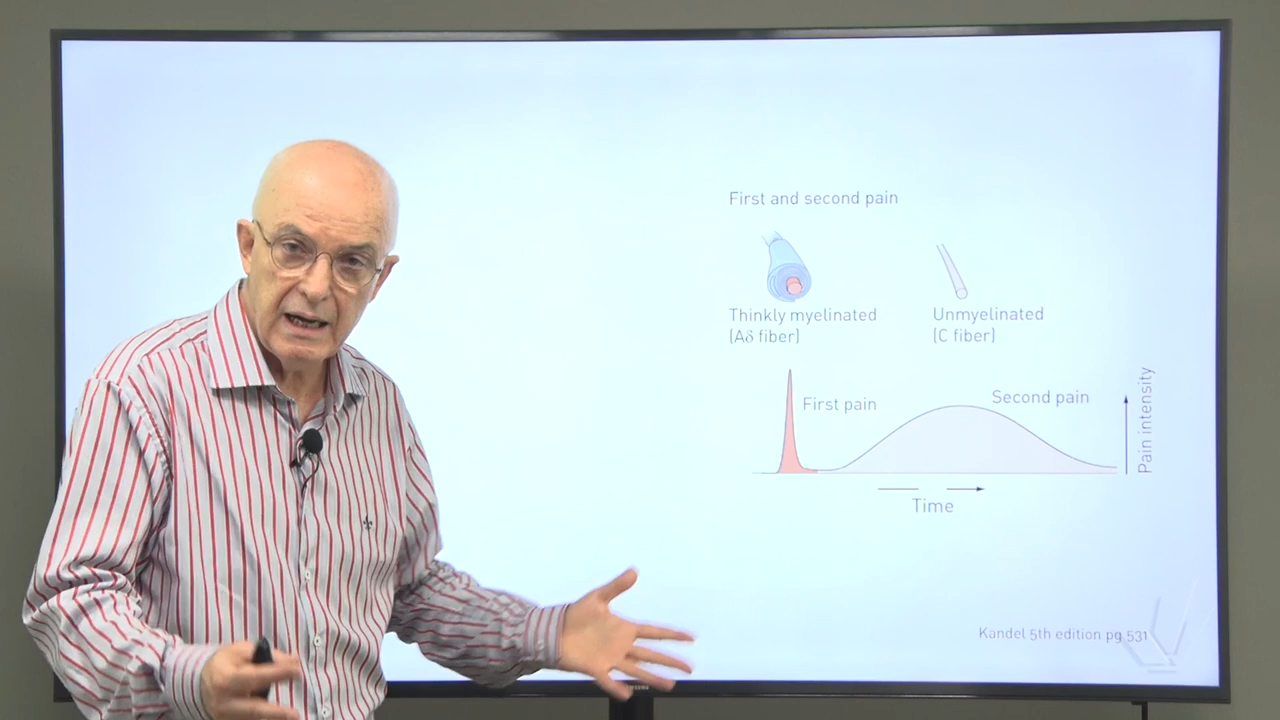 First and second pain
Thinkly myelinated
(Aδ fiber)
Unmyelinated
(C fiber)
First pain
Second pain
Pain intensity
Time
Kandel 5th edition pg 531
SAMSUNG